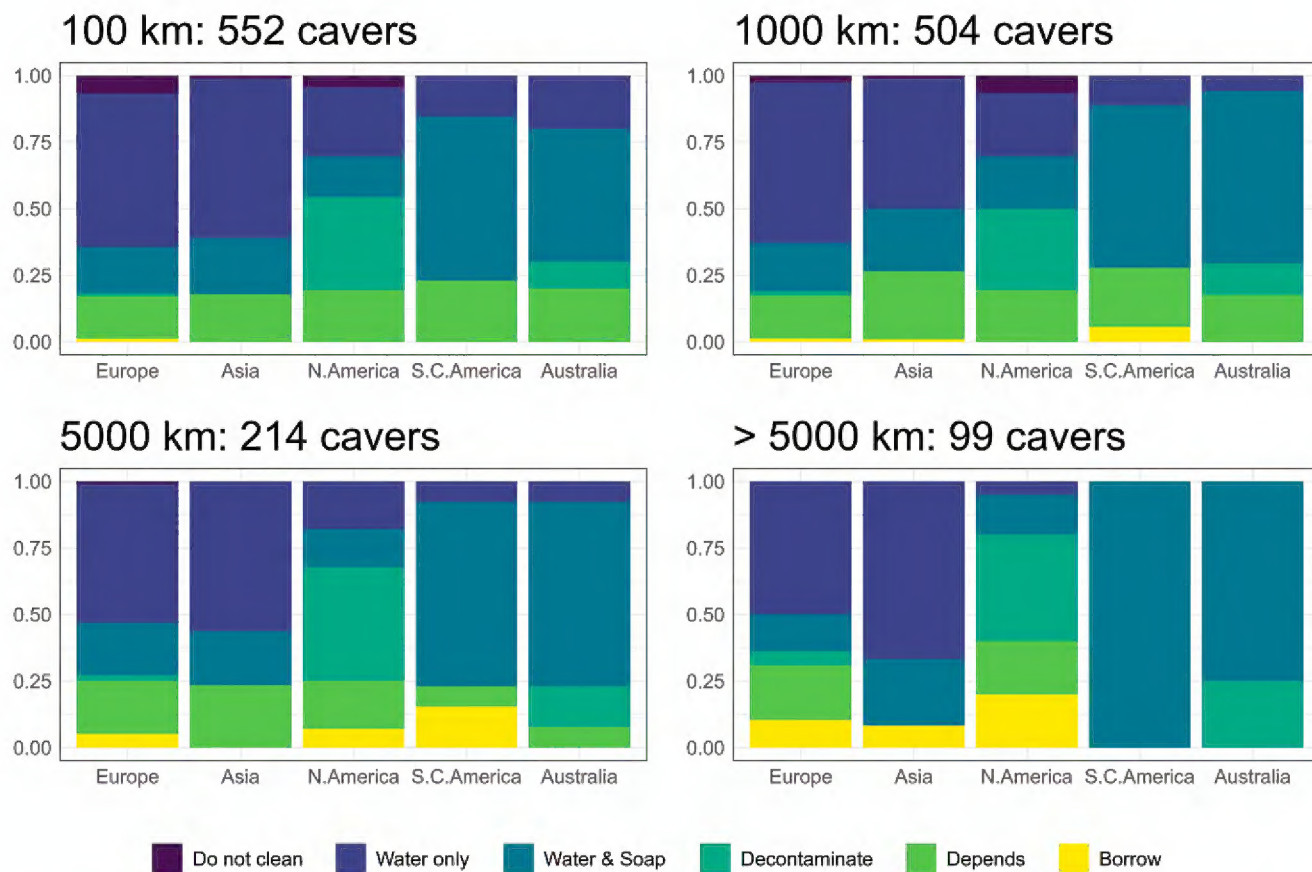 100 km: 552 cavers
1.00
0.75
0.50
0.25
0.00
Europe Asia N.America S.C.America Australia
1000 km: 504 cavers
1.00
0.75
0.50
0.25
0.00
Europe Asia N.America S.C.America Australia
5000 km: 214 cavers
1.00
0.75
0.50
0.25
0.00
Europe Asia N.America S.C.America Australia
> 5000 km: 99 cavers
1.00
0.75
0.50
0.25
0.00
Europe Asia N.America S.C.America Australia
Do not clean Water only Water & Soap Decontaminate Depends Borrow